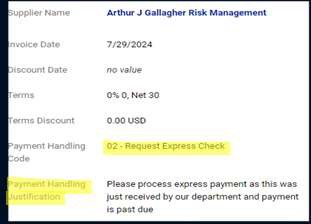 Supplier Name Arthur J Gallagher Risk Management
Invoice Date 7/29/2024
Discount Date no value
Terms 0% 0, Net 30
Terms Discount 0.00 USD
Payment Handling Code 02 - Request Express Check
Payment Handling Justification Please process express payment as this was
just received by our department and payment
is past due